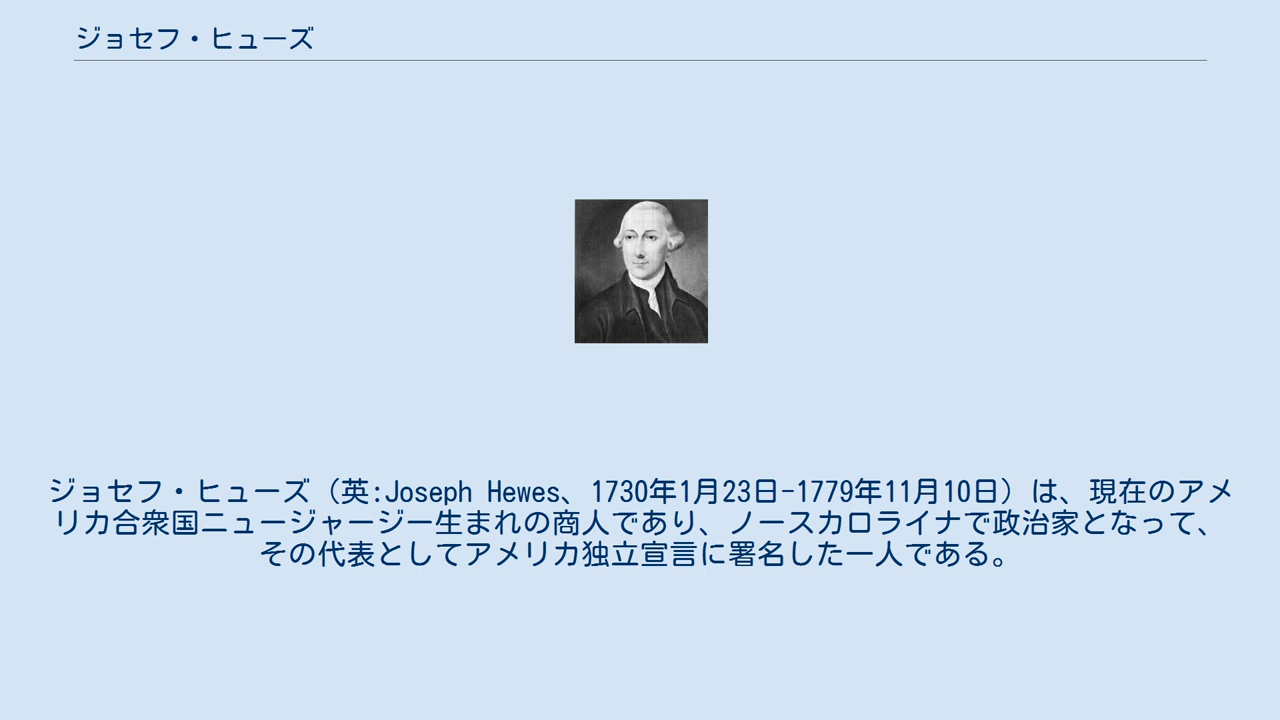 ジョセフ・ヒューズ
ジョセフ・ヒューズ（英:Joseph Hewes、1730年1月23日-1779年11月10日）は、現在のアメ
リカ合衆国ニュージャージー生まれの商人であり、ノースカロライナで政治家となって、
その代表としてアメリカ独立宣言に署名した一人である。